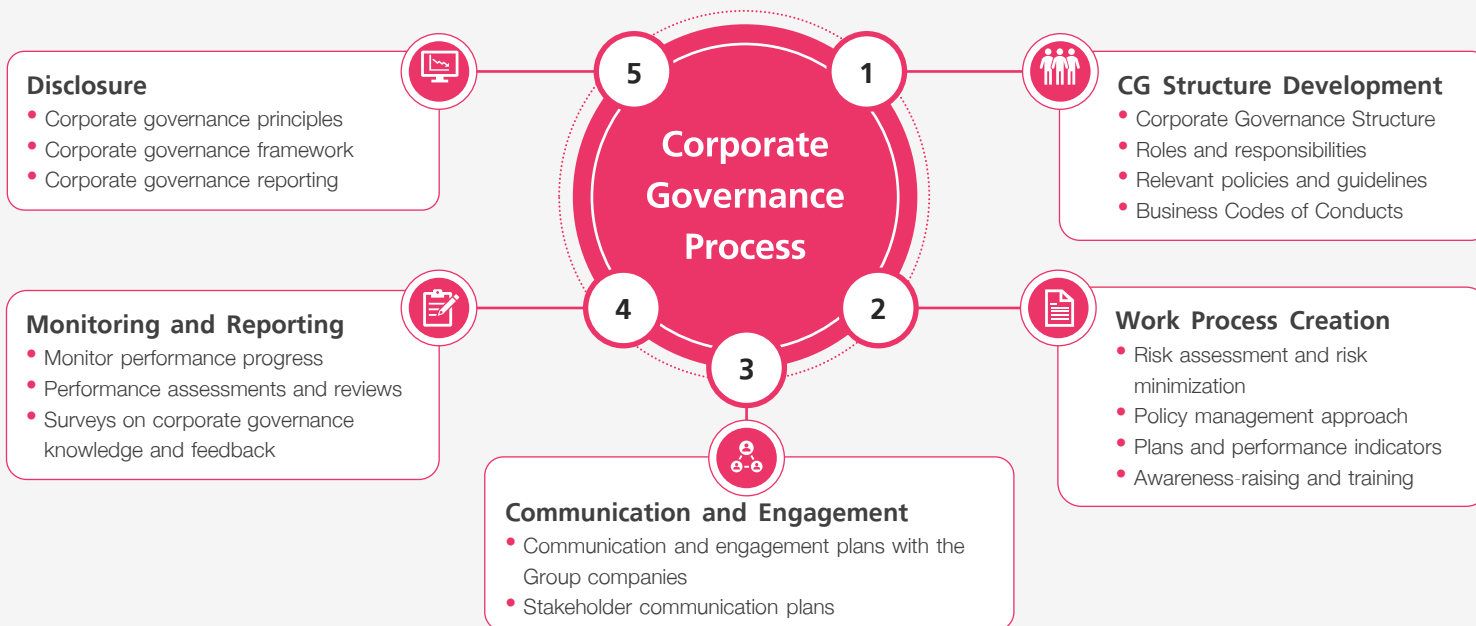 Corporate
Governance
Process
1
CG Structure Development
• Corporate Governance Structure
• Roles and responsibilities
• Relevant policies and guidelines
• Business Codes of Conducts
2
Work Process Creation
• Risk assessment and risk
minimization
• Policy management approach
• Plans and performance indicators
• Awareness-raising and training
3
Communication and Engagement
• Communication and engagement plans with the
Group companies
• Stakeholder communication plans
4
Monitoring and Reporting
• Monitor performance progress
• Performance assessments and reviews
• Surveys on corporate governance
knowledge and feedback
5
Disclosure
• Corporate governance principles
• Corporate governance framework
• Corporate governance reporting